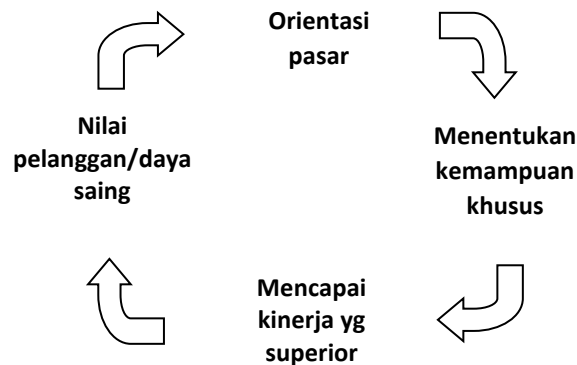 Orientasi
pasar
Nilai
pelanggan/daya
saing
Menentukan
kemampuan
khusus
Mencapai
kinerja yg
superior